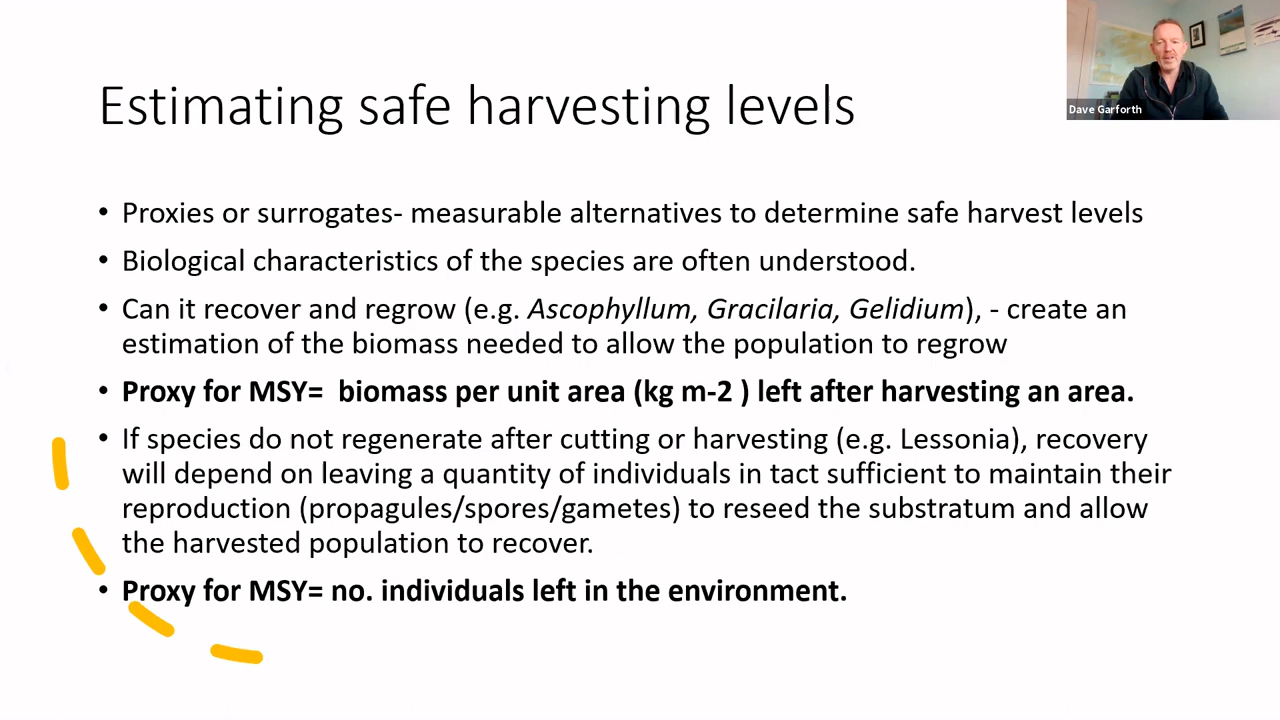 Dave Garforth
Estimating safe harvesting levels
• Proxies or surrogates- measurable alternatives to determine safe harvest levels
• Biological characteristics of the species are often understood.
• Can it recover and regrow (e.g. Ascophyllum, Gracilaria, Gelidium), - create an
estimation of the biomass needed to allow the population to regrow
• Proxy for MSY=  biomass per unit area (kg m-2 ) left after harvesting an area.
• If species do not regenerate after cutting or harvesting (e.g. Lessonia), recovery
will depend on leaving a quantity of individuals in tact sufficient to maintain their
reproduction (propagules/spores/gametes) to reseed the substratum and allow
the harvested population to recover.
• Proxy for MSY= no. individuals left in the environment.